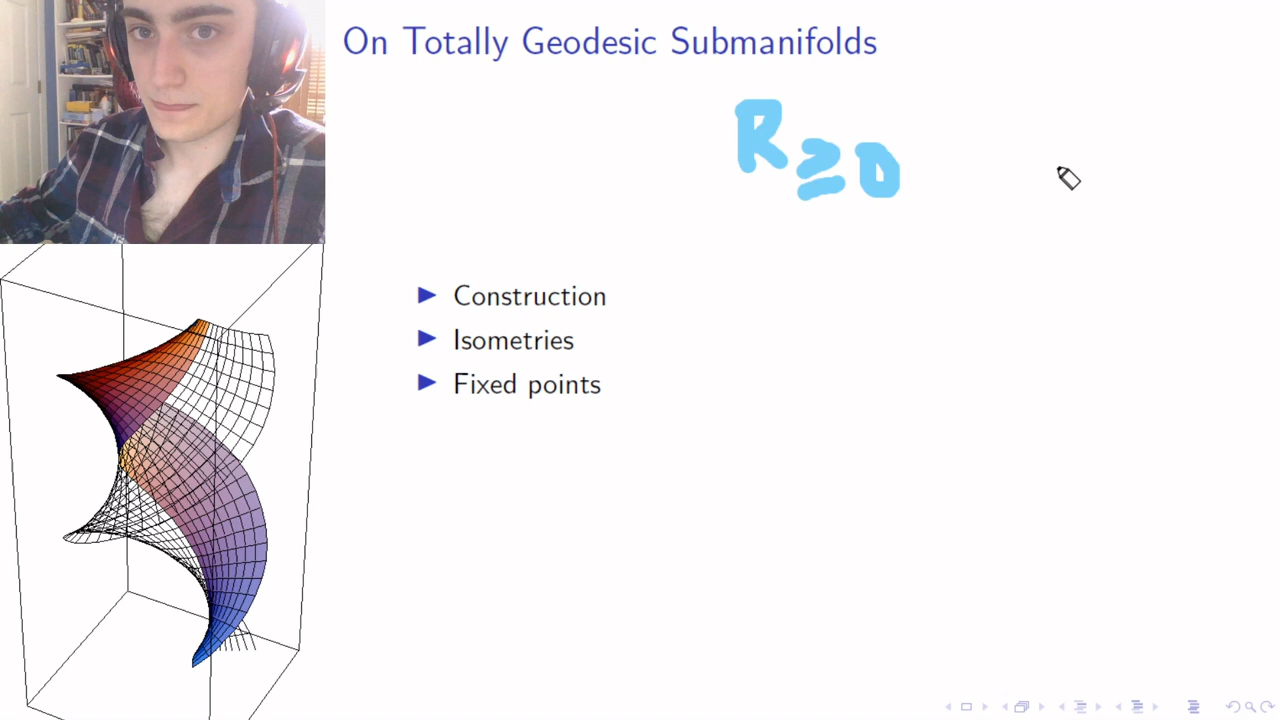 On Totally Geodesic Submanifolds
R≥0
Construction
Isometries
Fixed points